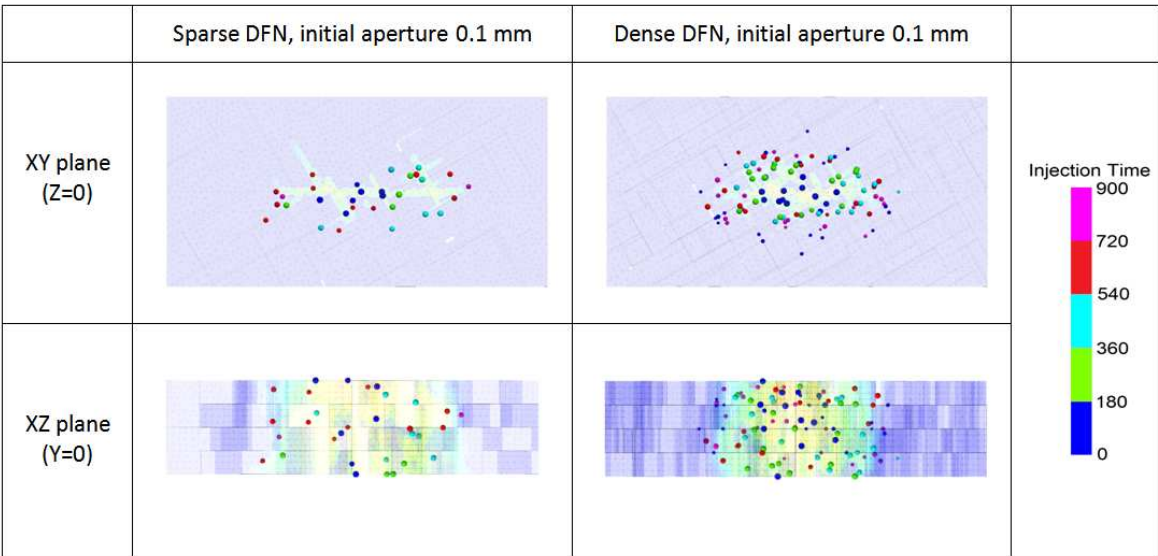 Sparse DFN, initial aperture 0.1 mm
Dense DFN, initial aperture 0.1 mm
XY plane
(Z=0)
Injection Time
900
720
540
360
180
0
XZ plane
(Y=0)